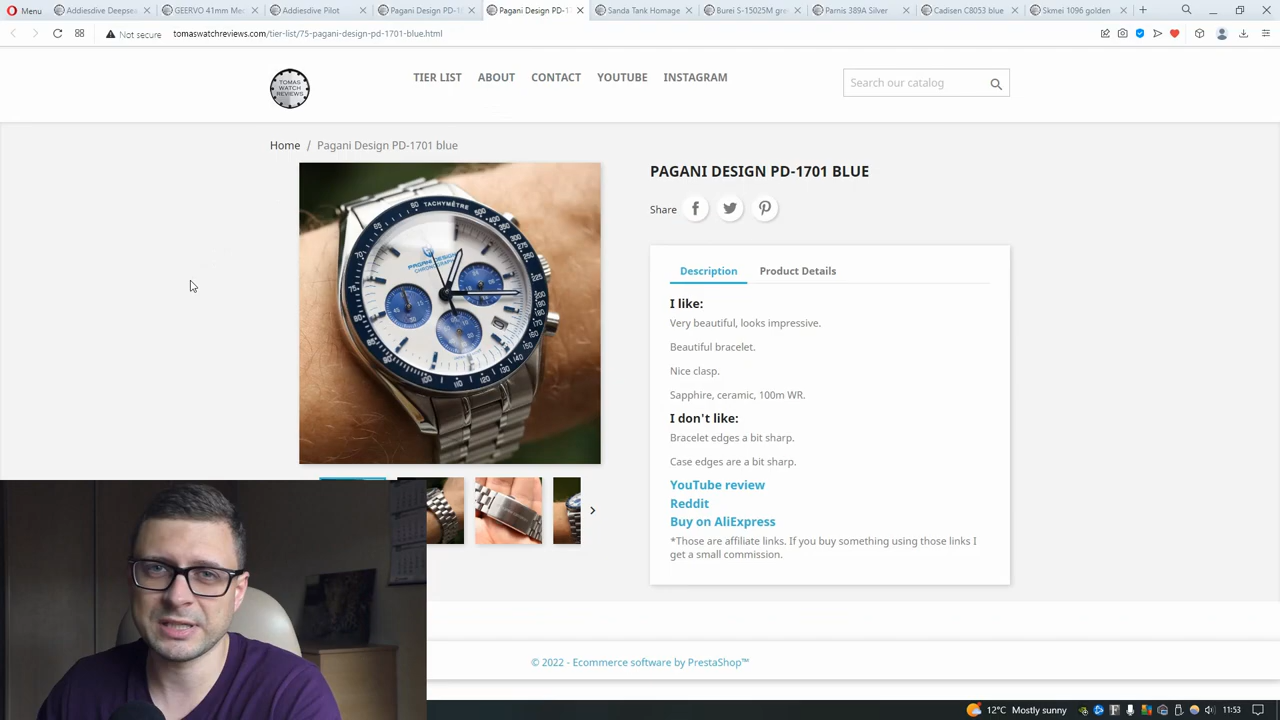 Menu
Addiesdive Deepsea
GEERVO 41mm Me
Addiesdive Pilot
Pagani Design PD-1
Pagani Design PD-17
Sanda Tank Homage
Burei S-15025M gre
Parnis 389A Silver
Cadisen C8053 blue
Skmei 1096 golden
Not secure
tomaswatchreviews.com/tier-list/75-pagani-design-pd-1701-blue.html
TOMAS
WATCH
REVIEWS
TIER LIST ABOUT CONTACT YOUTUBE INSTAGRAM
Search our catalog
Home / Pagani Design PD-1701 blue
TACHYMÈTRE
PAGANI DESIGN
CHRONOGRAPH
PAGANI DESIGN PD-1701 BLUE
Share
Description Product Details
I like:
Very beautiful, looks impressive.
Beautiful bracelet.
Nice clasp.
Sapphire, ceramic, 100m WR.
I don't like:
Bracelet edges a bit sharp.
Case edges are a bit sharp.
YouTube review
Reddit
Buy on AliExpress
*Those are affiliate links. If you buy something using those links I
get a small commission.
© 2022 - Ecommerce software by PrestaShop™
12°C Mostly sunny
11:53